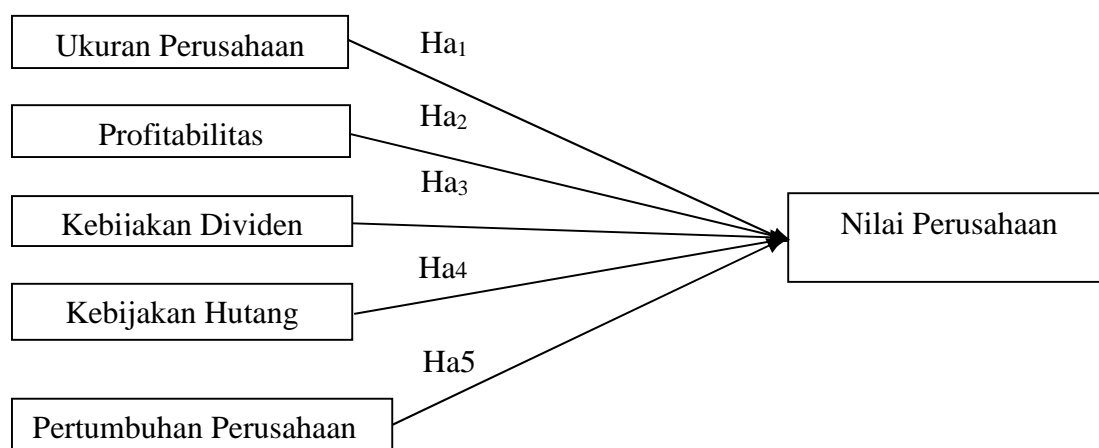 Ukuran Perusahaan
Ha₁
Profitabilitas
Ha₂
Kebijakan Dividen
Ha₃
Nilai Perusahaan
Kebijakan Hutang
Ha4
Pertumbuhan Perusahaan
Ha5